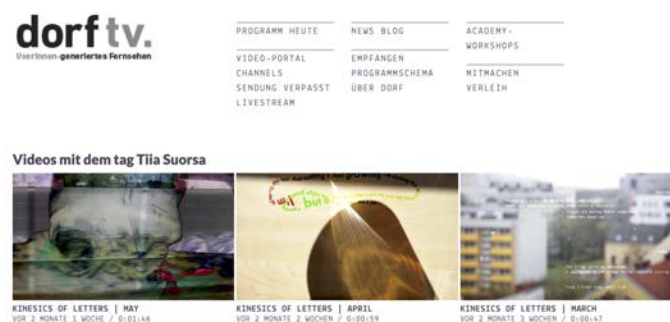 dorf tv.
UserInnen-generiertes Fernsehen
PROGRAMM HEUTE
VIDEO-PORTAL
CHANNELS
SENDUNG VERPASST
LIVESTREAM
NEWS BLOG
EMPFANGEN
PROGRAMMSCHEMA
ÜBER DORF
ACADEMY-
WORKSHOPS
MITMACHEN
VERLEIH
Videos mit dem tag Tiia Suorsa
but
KINESICS OF LETTERS | MAY
VOR 2 MONATE 1 WOCHE / 0:01:46
KINESICS OF LETTERS | APRIL
VOR 2 MONATE 2 WOCHEN / 0:00:59
KINESICS OF LETTERS | MARCH
VOR 2 MONATE 3 WOCHEN / 0:00:47